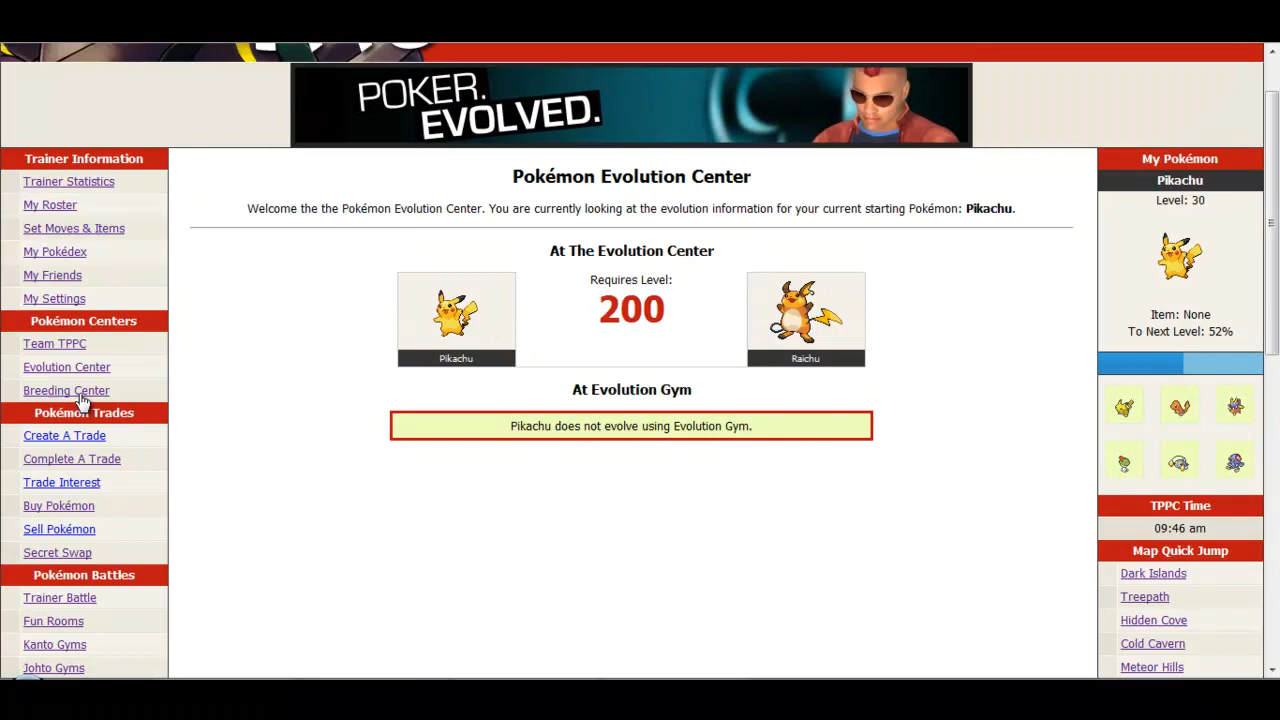 POKER.
EVOLVED.
Trainer Information
Trainer Statistics
My Roster
Set Moves & Items
My Pokédex
My Friends
My Settings
Pokémon Centers
Team TPPC
Evolution Center
Breeding Center
Pokémon Trades
Create A Trade
Complete A Trade
Trade Interest
Buy Pokémon
Sell Pokémon
Secret Swap
Pokémon Battles
Trainer Battle
Fun Rooms
Kanto Gyms
Johto Gyms
Pokémon Evolution Center
Welcome the the Pokémon Evolution Center. You are currently looking at the evolution information for your current starting Pokémon: Pikachu.
At The Evolution Center
Requires Level:
200
Pikachu
Raichu
At Evolution Gym
Pikachu does not evolve using Evolution Gym.
My Pokémon
Pikachu
Level: 30
Item: None
To Next Level: 52%
TPPC Time
09:46 am
Map Quick Jump
Dark Islands
Treepath
Hidden Cove
Cold Cavern
Meteor Hills